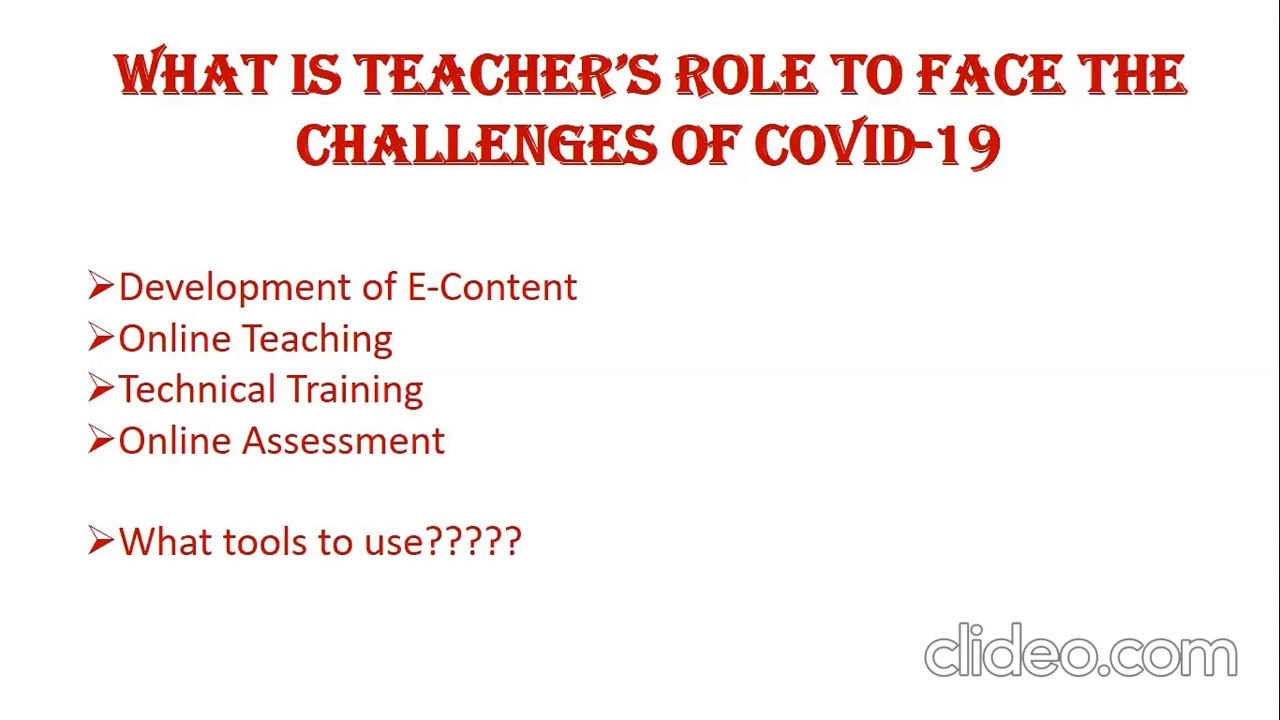 WHAT IS TEACHER'S ROLE TO FACE THE
CHALLENGES OF COVID-19
➢Development of E-Content
➢Online Teaching
➢Technical Training
➢Online Assessment
➢What tools to use?????
clideo.com